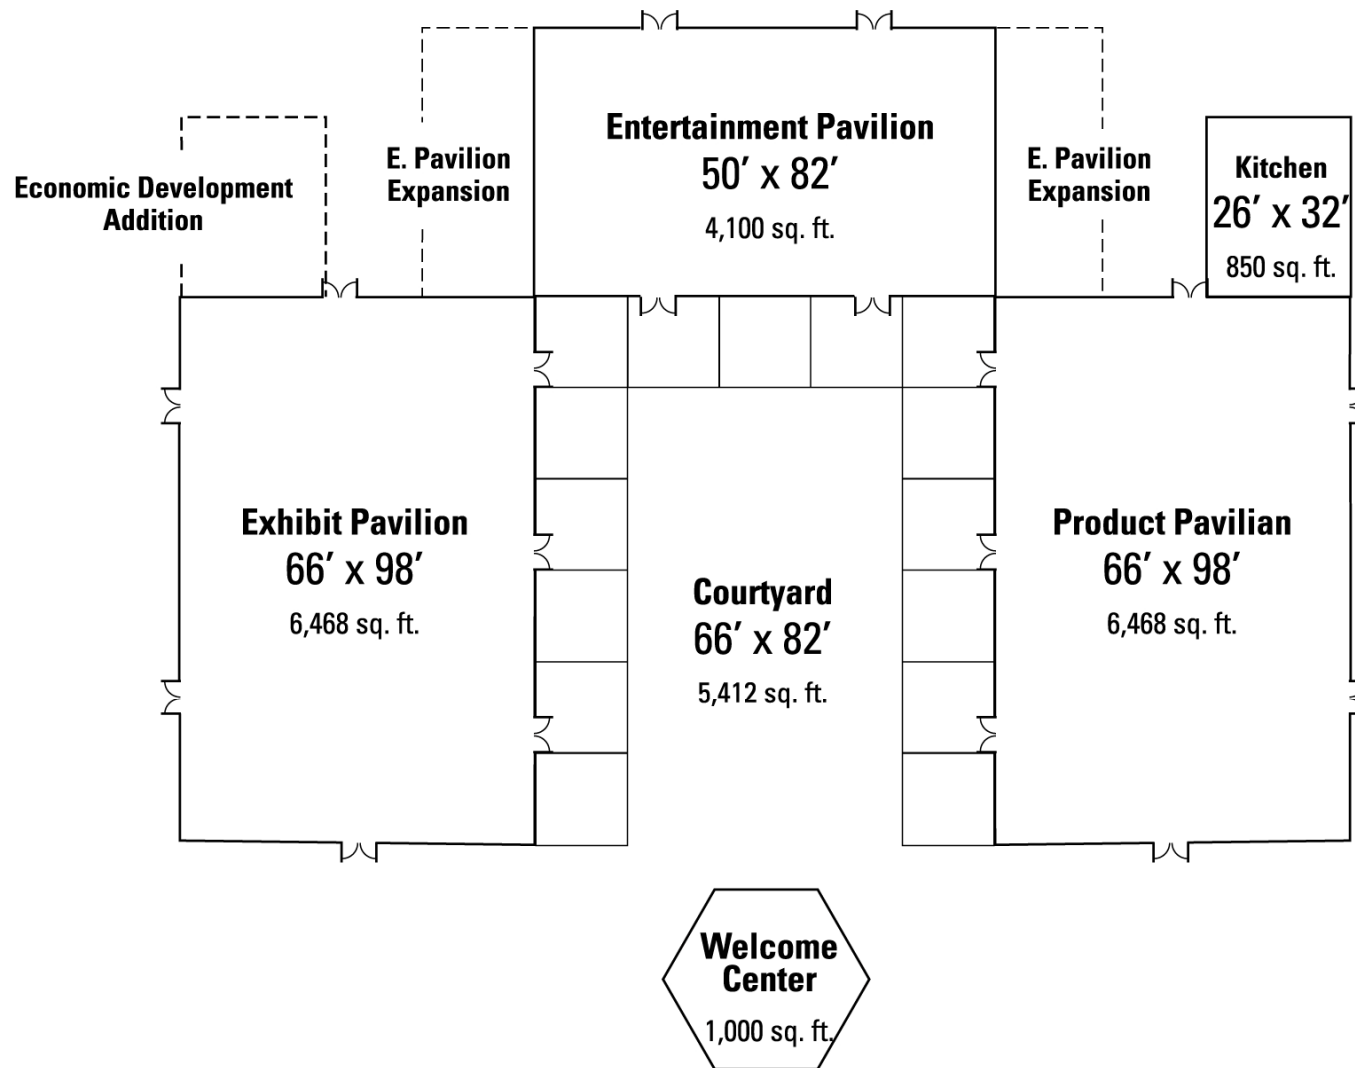 Entertainment Pavilion
50′ x 82′
4,100 sq. ft.
E. Pavilion
Expansion
E. Pavilion
Expansion
Kitchen
26′ x 32′
850 sq. ft.
Economic Development
Addition
Exhibit Pavilion
66′ x 98′
6,468 sq. ft.
Product Pavilian
66′ x 98′
6,468 sq. ft.
Courtyard
66′ x 82′
5,412 sq. ft.
Welcome
Center
1,000 sq. ft.